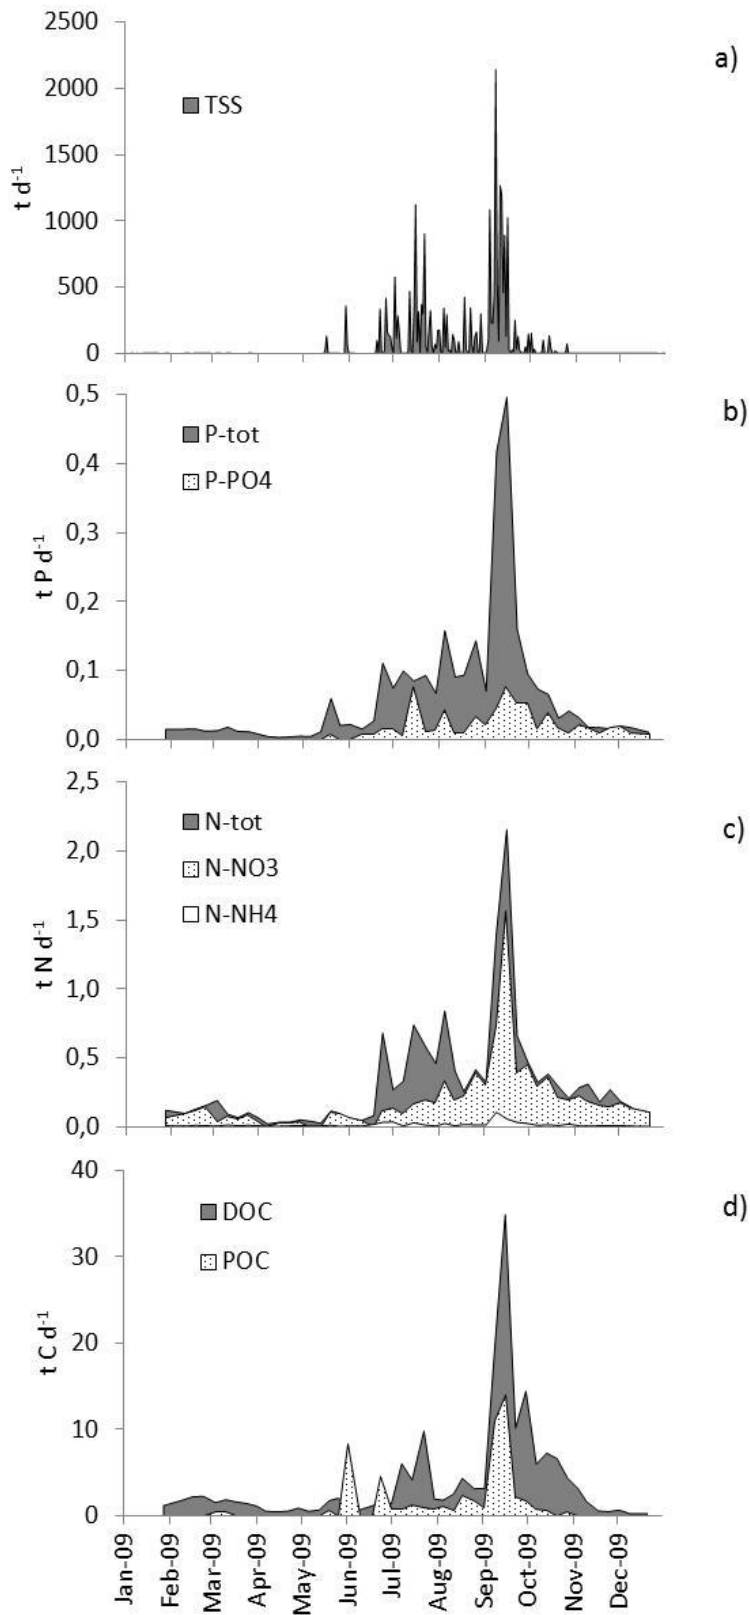 a)
2500
2000
1500
1000
500
0
t d-1
TSS
b)
0,5
0,4
0,3
0,2
0,1
0,0
t P d-1
P-tot
P-PO4
c)
2,5
2,0
1,5
1,0
0,5
0,0
t N d-1
N-tot
N-NO3
N-NH4
d)
40
30
20
10
0
t C d-1
DOC
POC
Jan-09
Feb-09
Mar-09
Apr-09
May-09
Jun-09
Jul-09
Aug-09
Sep-09
Oct-09
Nov-09
Dec-09